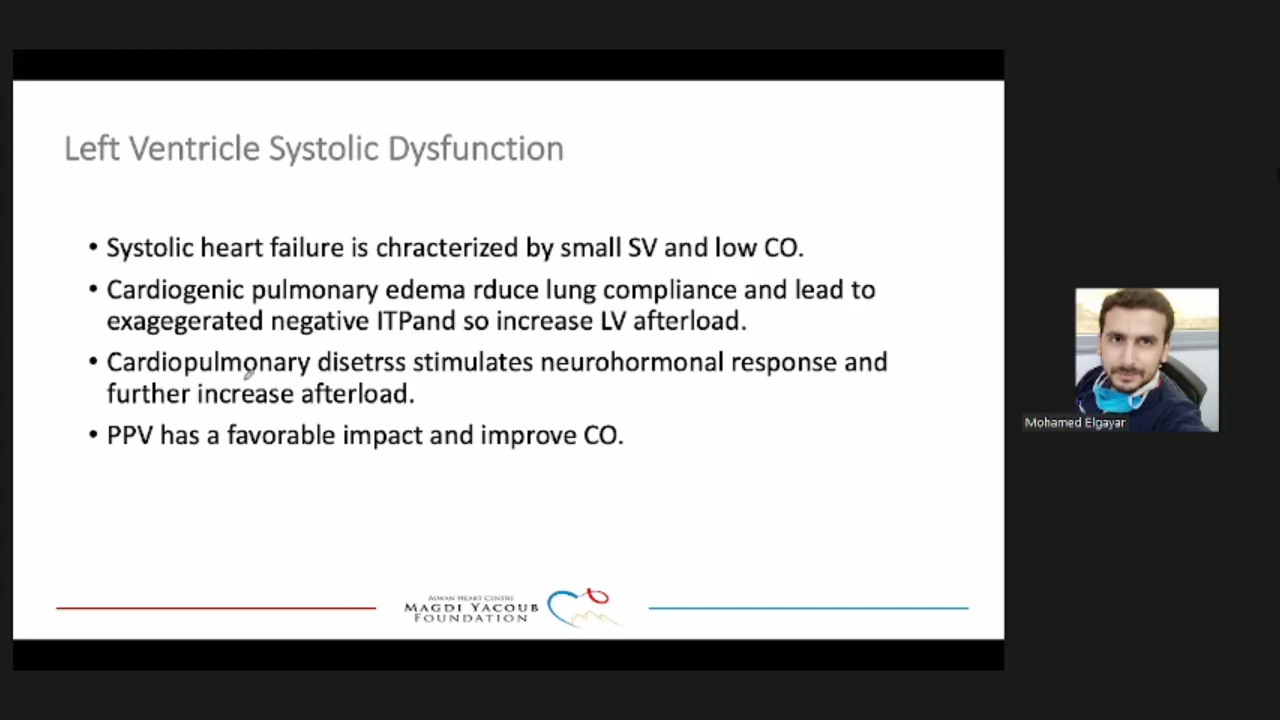 Left Ventricle Systolic Dysfunction
• Systolic heart failure is chracterized by small SV and low CO.
• Cardiogenic pulmonary edema rduce lung compliance and lead to
exagegerated negative ITPand so increase LV afterload.
• Cardiopulmonary disetrss stimulates neurohormonal response and
further increase afterload.
• PPV has a favorable impact and improve CO.
ASWAN HEART CENTRE
MAGDI YACOUB
FOUNDATION
Mohamed Elgayar